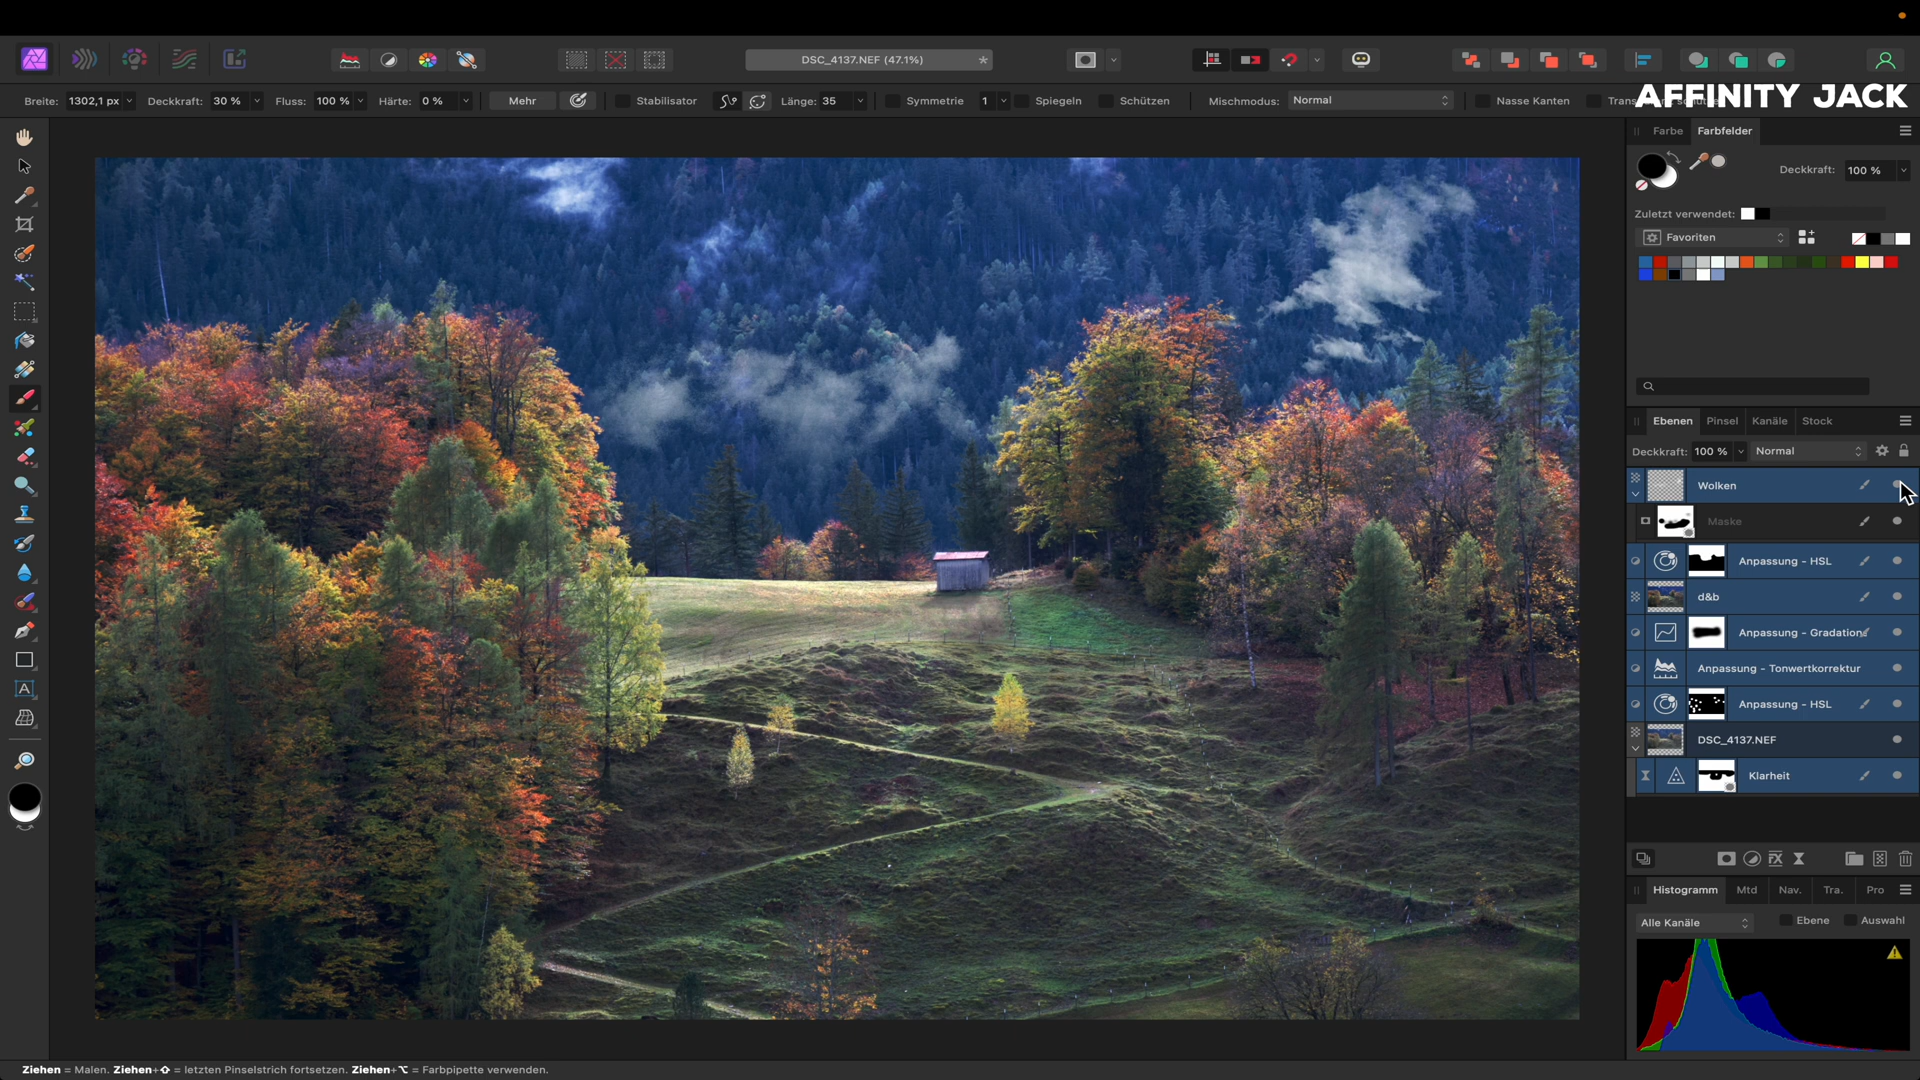 DSC_4137.NEF (47.1%)
*
Breite: 1302,1 px
Deckkraft: 30 %
Fluss: 100 %
Härte: 0 %
Mehr
Stabilisator
Länge: 35
Symmetrie
1
Spiegeln
Schützen
Mischmodus: Normal
Nasse Kanten
AFFINITY JACK
Farbe
Farbfelder
Deckkraft: 100 %
Zuletzt verwendet:
Favoriten
Ebenen
Pinsel
Kanäle
Stock
Deckkraft: 100 %
Normal
Wolken
Maske
Anpassung - HSL
d&b
Anpassung - Gradation
Anpassung - Tonwertkorrektur
Anpassung - HSL
DSC_4137.NEF
Klarheit
Histogramm
Mtd
Nav.
Tra.
Pro
Alle Kanäle
Ebene
Auswahl
Ziehen = Malen. Ziehen+⇧ = letzten Pinselstrich fortsetzen. Ziehen+⌥ = Farbpipette verwenden.